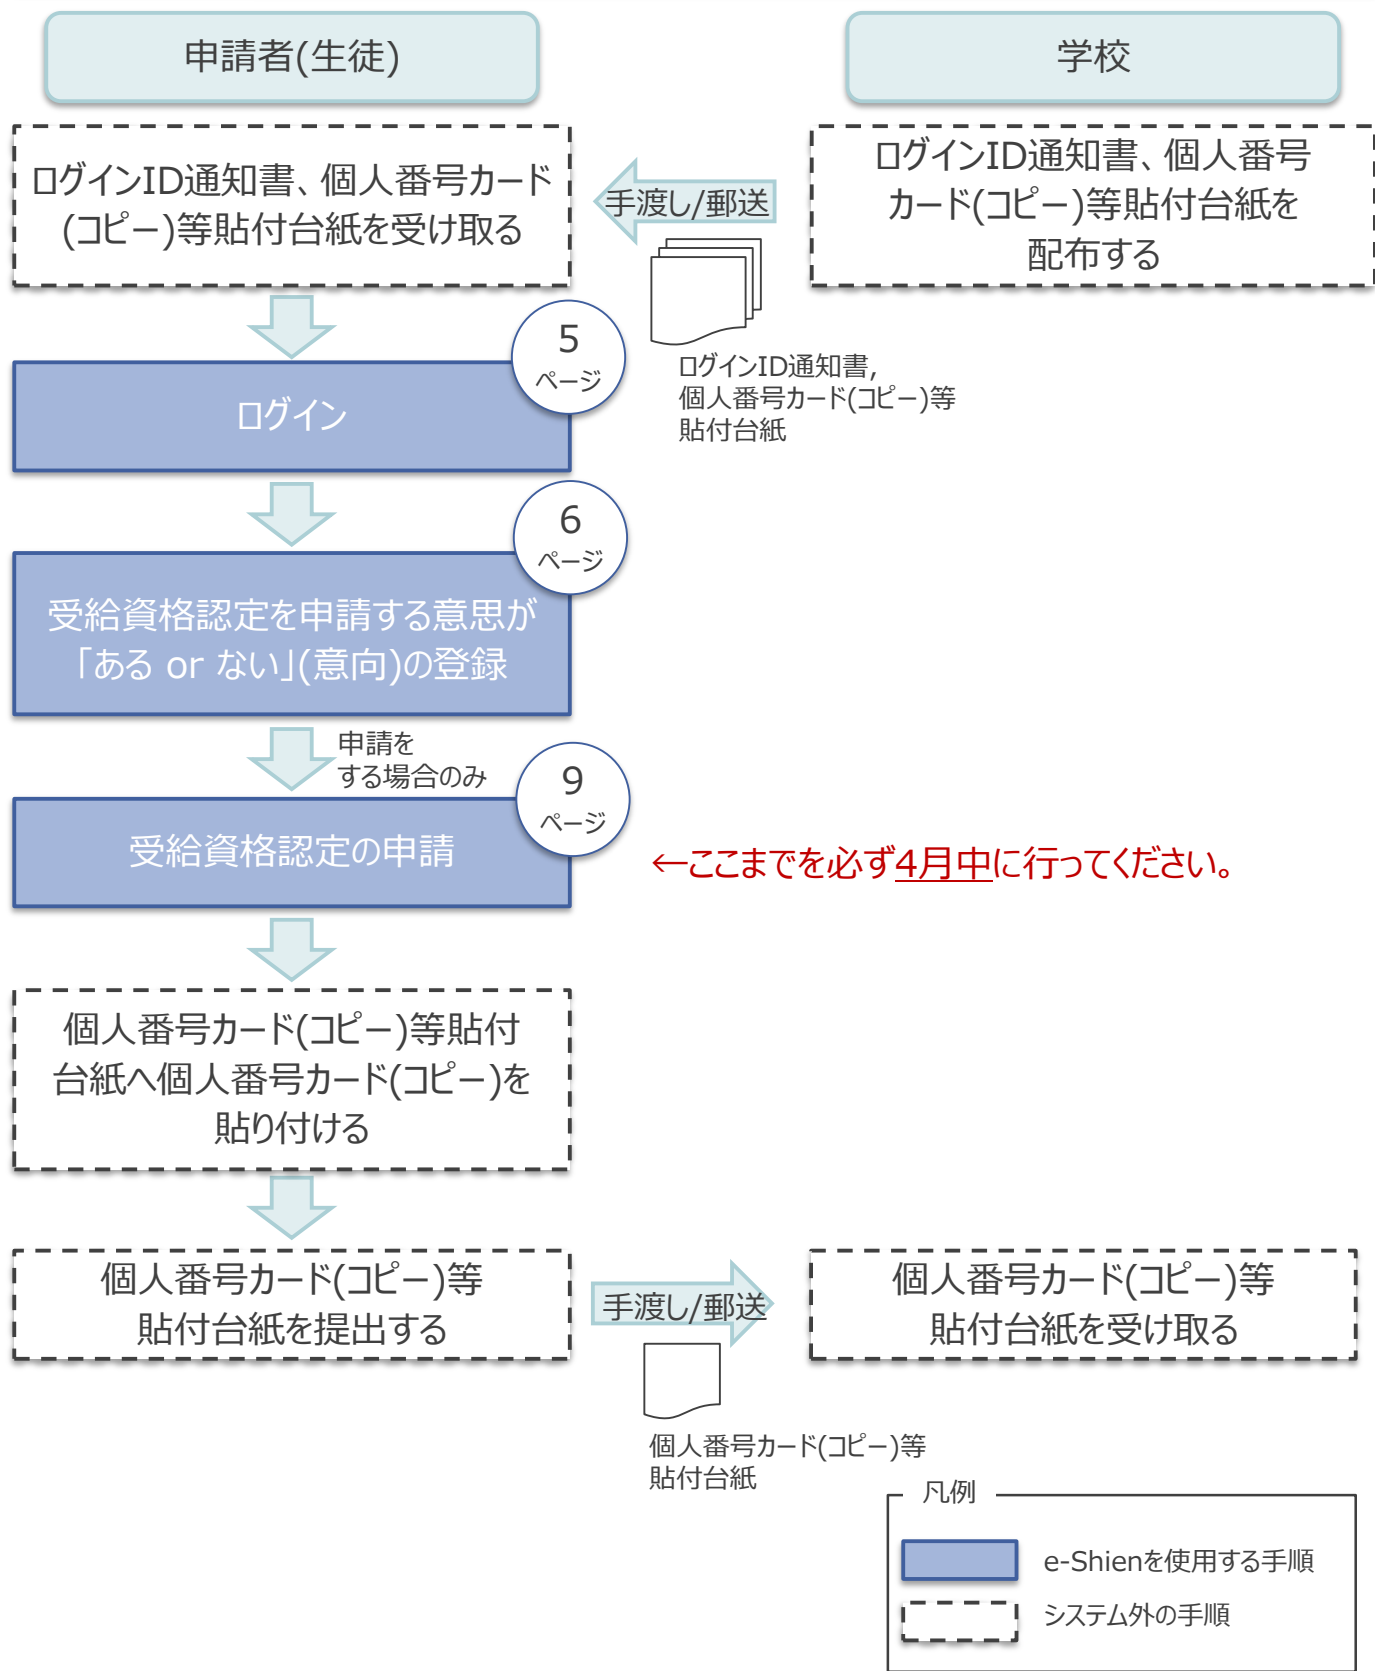 申請者(生徒)
学校
ログインID通知書、個人番号カード
(コピー)等貼付台紙を受け取る
手渡し/郵送
ログインID通知書、個人番号
カード(コピー)等貼付台紙を
配布する
ログインID通知書,
個人番号カード(コピー)等
貼付台紙
5
ページ
ログイン
6
ページ
受給資格認定を申請する意思が
「ある or ない」(意向)の登録
申請を
する場合のみ
9
ページ
受給資格認定の申請
←ここまでを必ず4月中に行ってください。
個人番号カード(コピー)等貼付
台紙へ個人番号カード(コピー)を
貼り付ける
個人番号カード(コピー)等
貼付台紙を提出する
手渡し/郵送
個人番号カード(コピー)等
貼付台紙を受け取る
個人番号カード(コピー)等
貼付台紙
凡例
e-Shienを使用する手順
システム外の手順